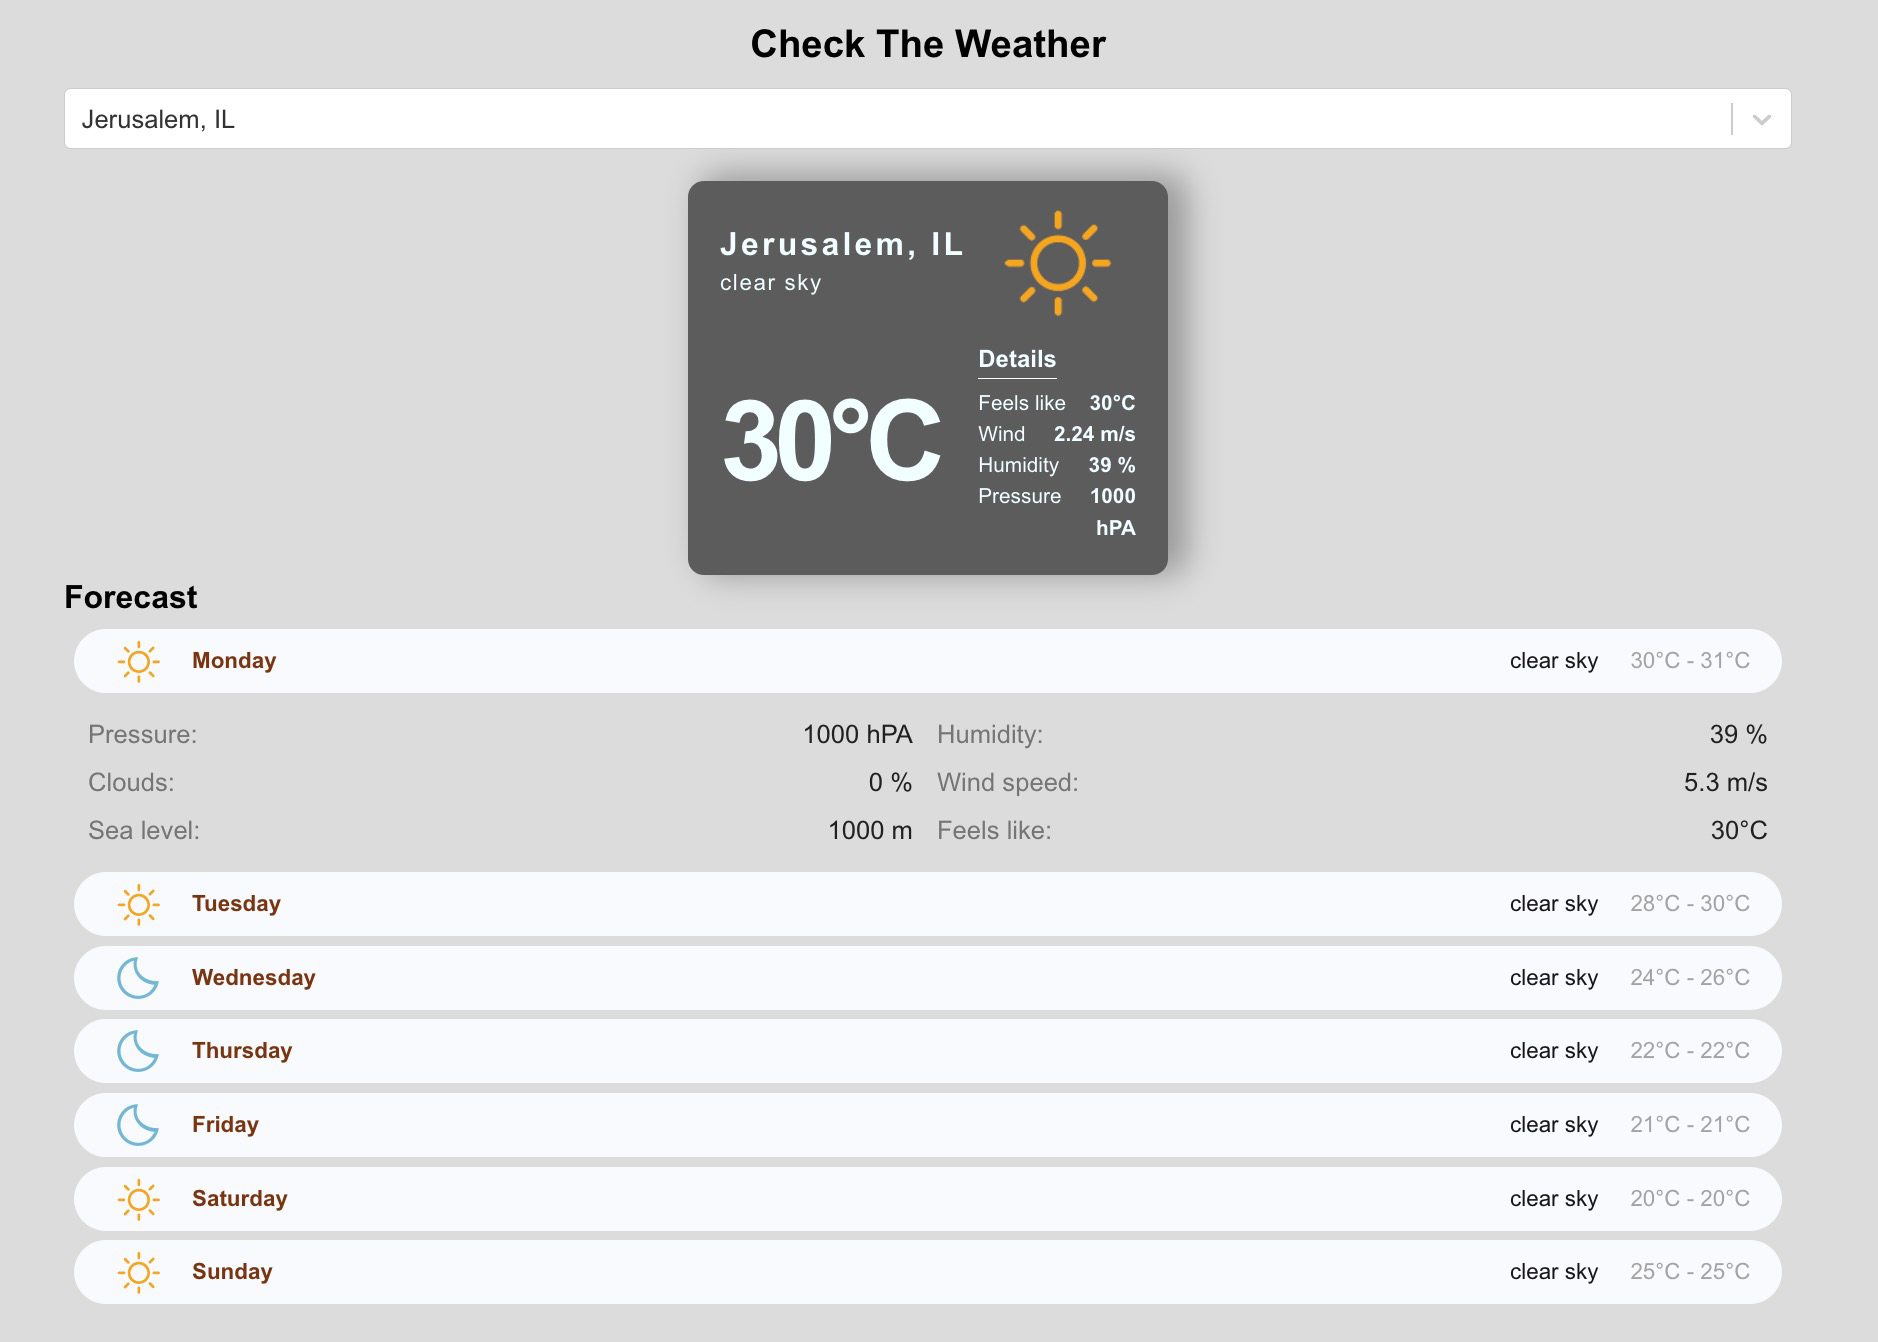 Check The Weather
Jerusalem, IL
Jerusalem, IL
clear sky
30°C
Details
Feels like 30°C
Wind 2.24 m/s
Humidity 39 %
Pressure 1000
hPA
Forecast
Monday clear sky 30°C - 31°C
Pressure: 1000 hPA Humidity: 39 %
Clouds: 0 % Wind speed: 5.3 m/s
Sea level: 1000 m Feels like: 30°C
Tuesday clear sky 28°C - 30°C
Wednesday clear sky 24°C - 26°C
Thursday clear sky 22°C - 22°C
Friday clear sky 21°C - 21°C
Saturday clear sky 20°C - 20°C
Sunday clear sky 25°C - 25°C